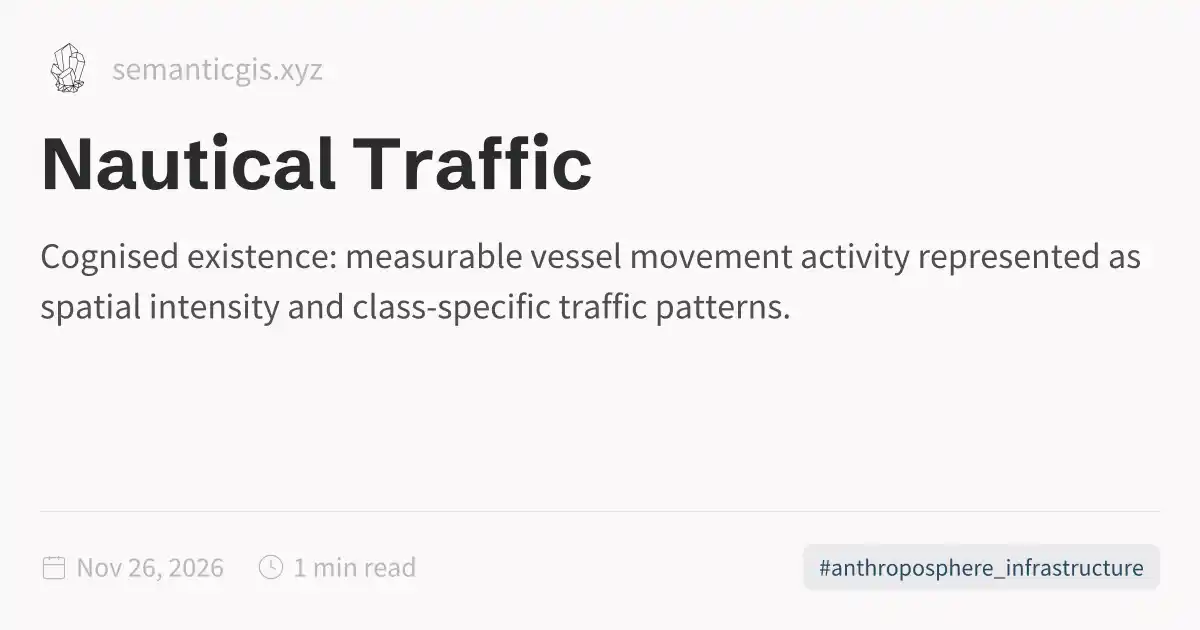 semanticgis.xyz
Nautical Traffic
Cognised existence: measurable vessel movement activity represented as
spatial intensity and class-specific traffic patterns.
Nov 26, 2026 1 min read #anthroposphere_infrastructure